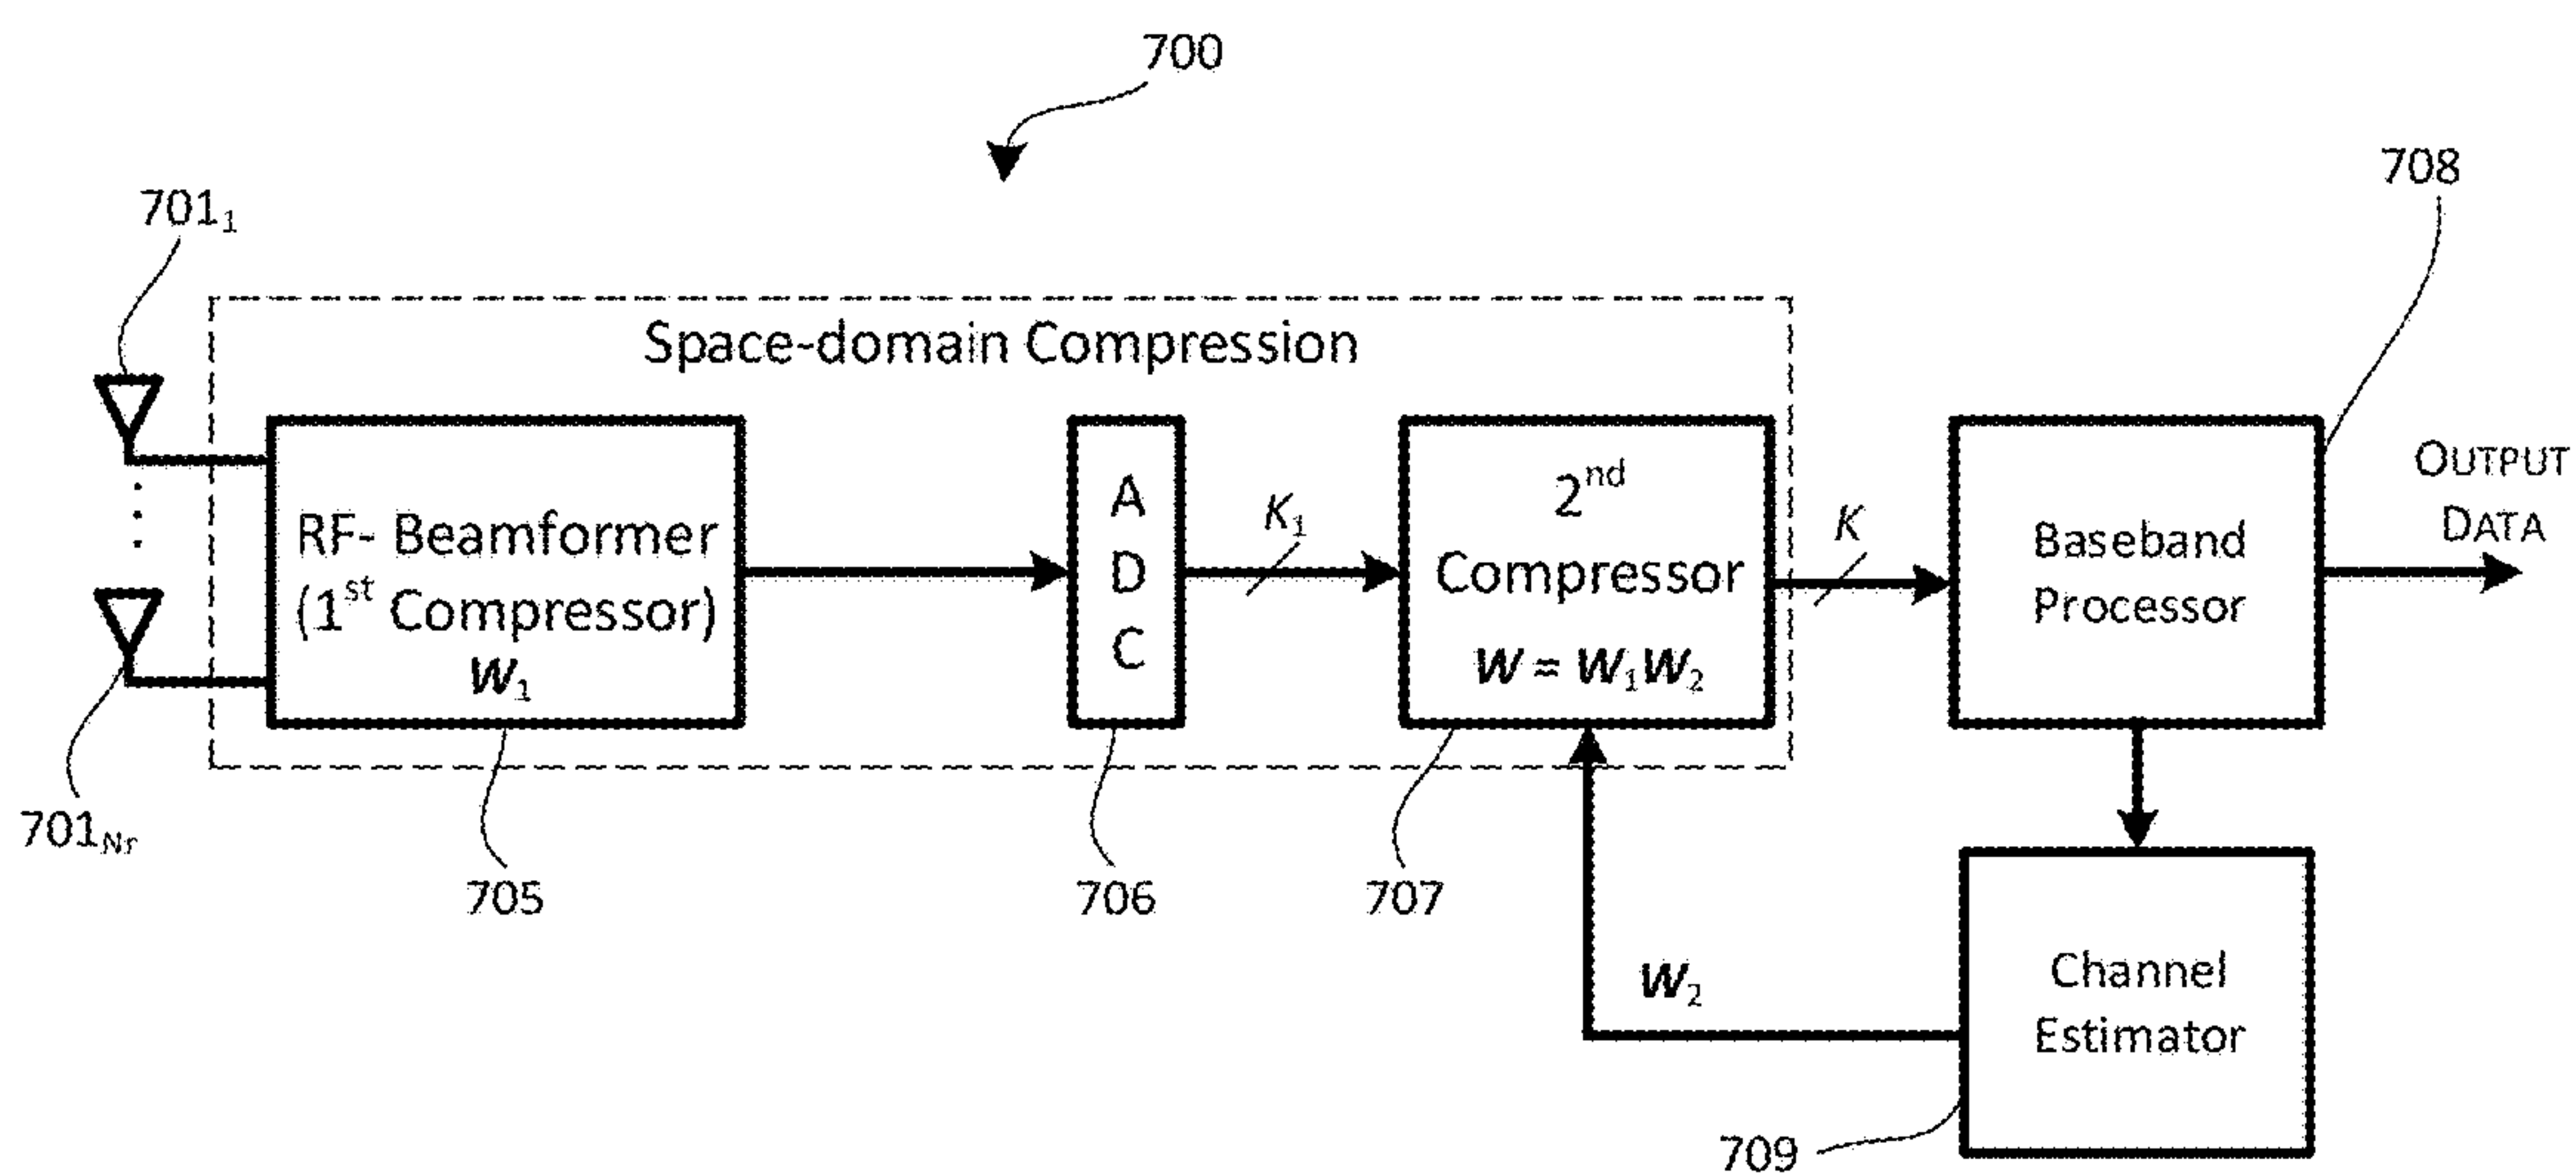 700
708
701₁
Space-domain Compression
RF- Beamformer
(1ˢᵗ Compressor)
W₁
A
D
C
K₁
2ⁿᵈ
Compressor
W = W₁W₂
K
Baseband
Processor
OUTPUT
DATA
701ɴᵣ
705
706
707
W₂
Channel
Estimator
709